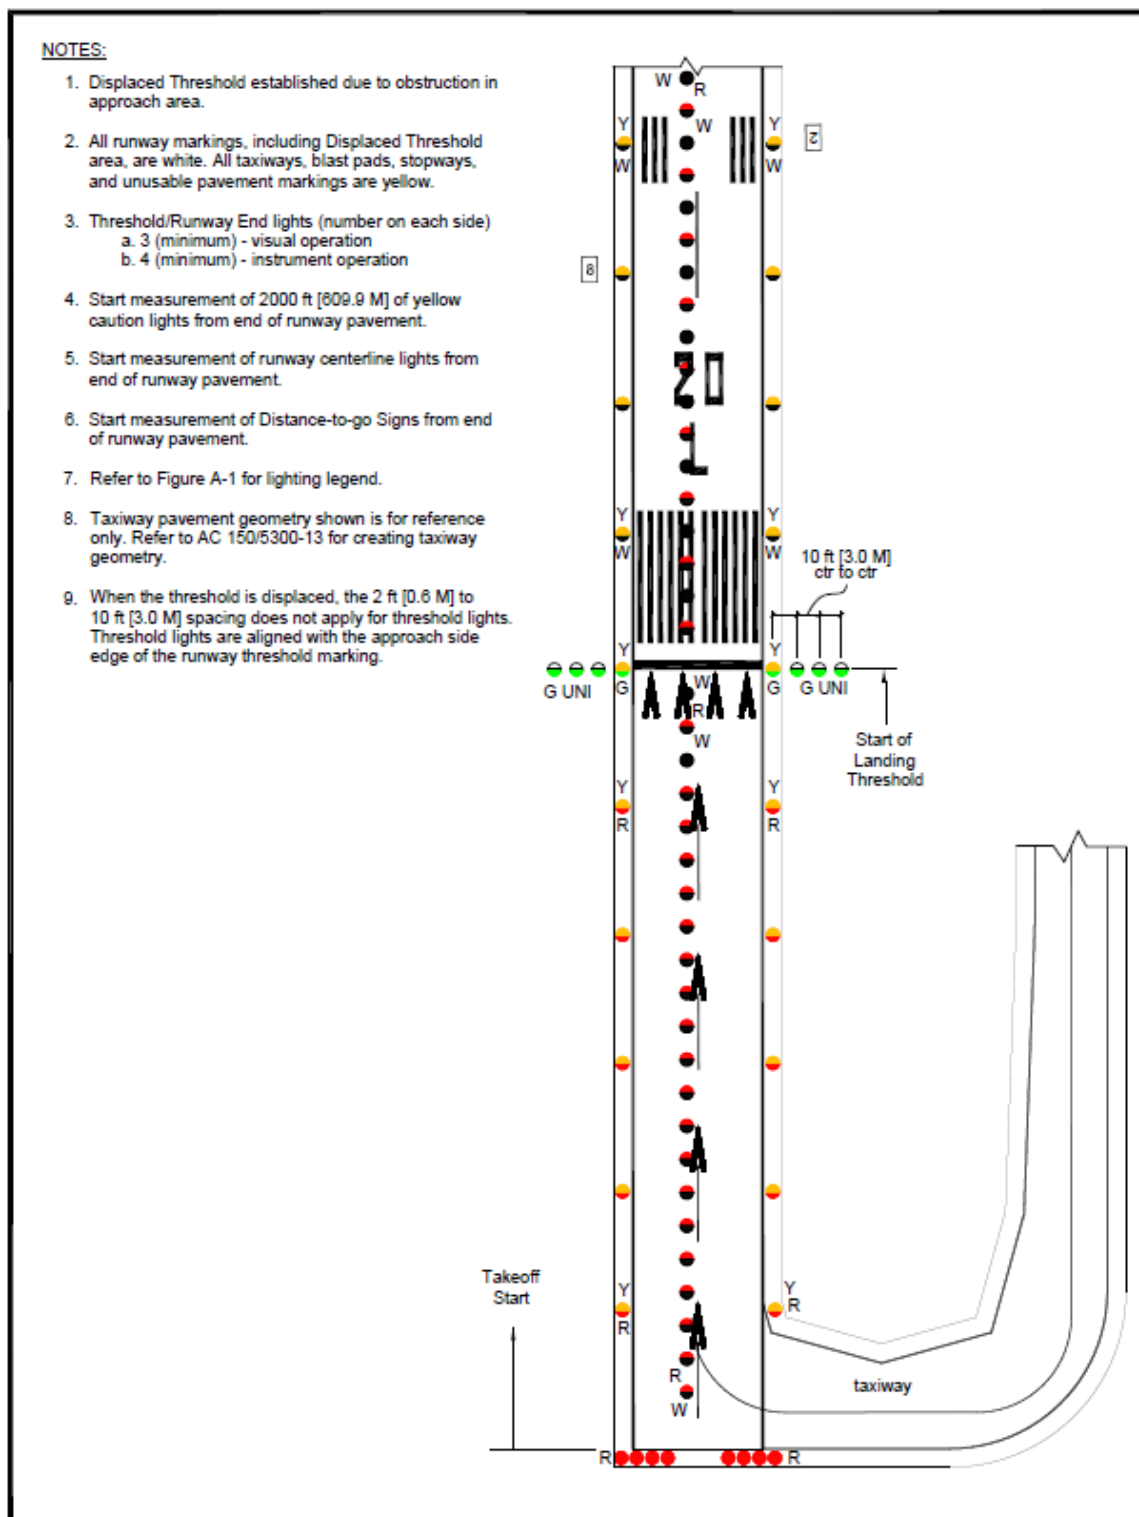 NOTES:
1. Displaced Threshold established due to obstruction in
approach area.
2. All runway markings, including Displaced Threshold
area, are white. All taxiways, blast pads, stopways,
and unusable pavement markings are yellow.
3. Threshold/Runway End lights (number on each side)
a. 3 (minimum) - visual operation
b. 4 (minimum) - instrument operation
4. Start measurement of 2000 ft [609.9 M] of yellow
caution lights from end of runway pavement.
5. Start measurement of runway centerline lights from
end of runway pavement.
6. Start measurement of Distance-to-go Signs from end
of runway pavement.
7. Refer to Figure A-1 for lighting legend.
8. Taxiway pavement geometry shown is for reference
only. Refer to AC 150/5300-13 for creating taxiway
geometry.
9. When the threshold is displaced, the 2 ft [0.6 M] to
10 ft [3.0 M] spacing does not apply for threshold lights.
Threshold lights are aligned with the approach side
edge of the runway threshold marking.
W
R
Y W Y
2
W W
8
20
L
Y Y
W W
10 ft [3.0 M]
ctr to ctr
Y Y
G UNI G W G G UNI
R
W
Start of
Landing
Threshold
Y Y
R R
Takeoff
Start
Y Y
R R
R
W
taxiway
R R